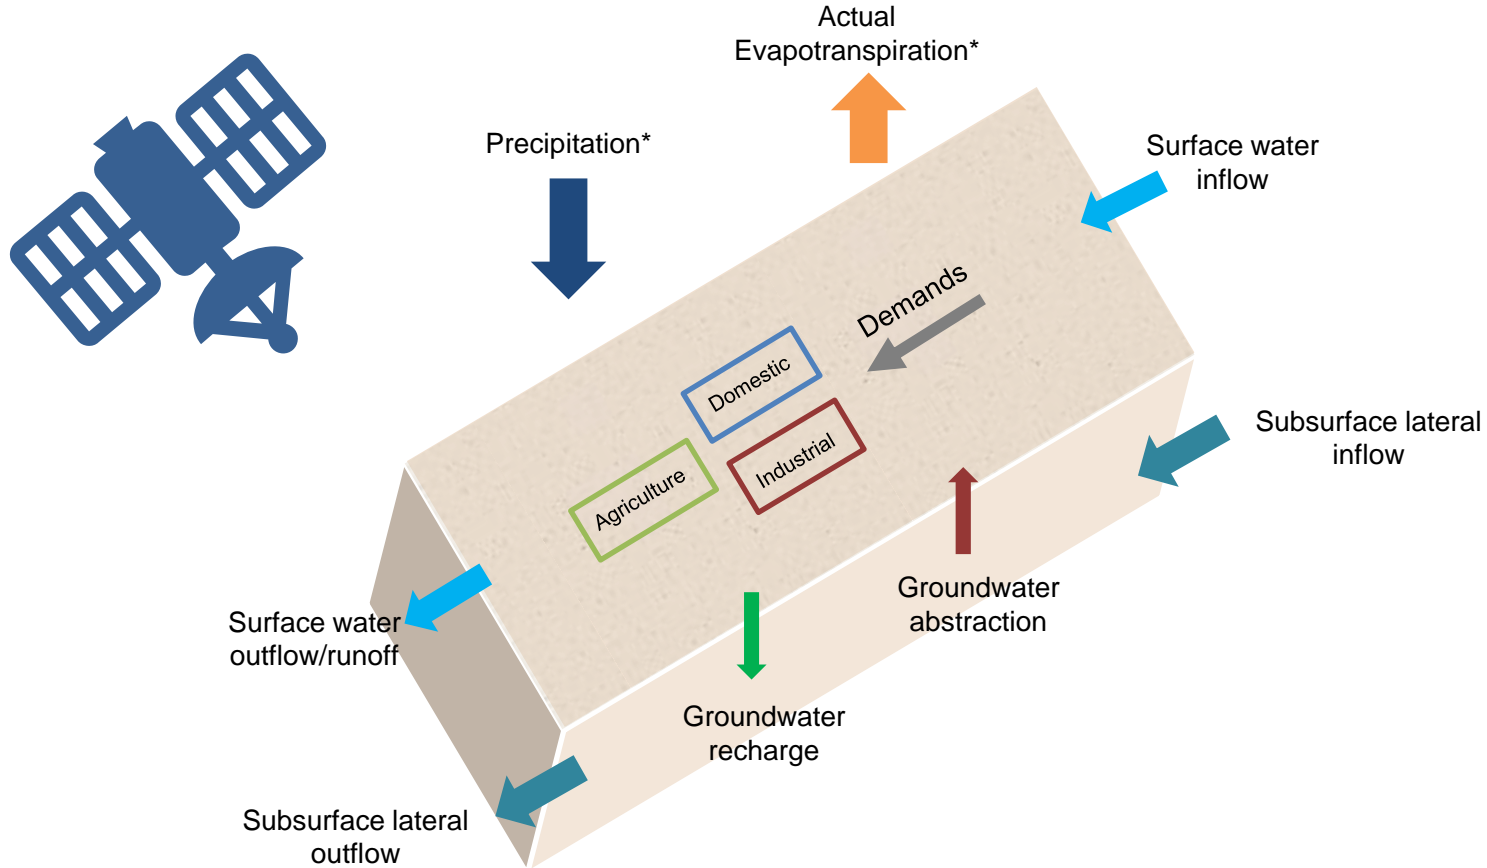 Actual
Evapotranspiration*
Precipitation*
Surface water
inflow
Demands
Domestic
Industrial
Agriculture
Subsurface lateral
inflow
Groundwater
abstraction
Surface water
outflow/runoff
Groundwater
recharge
Subsurface lateral
outflow